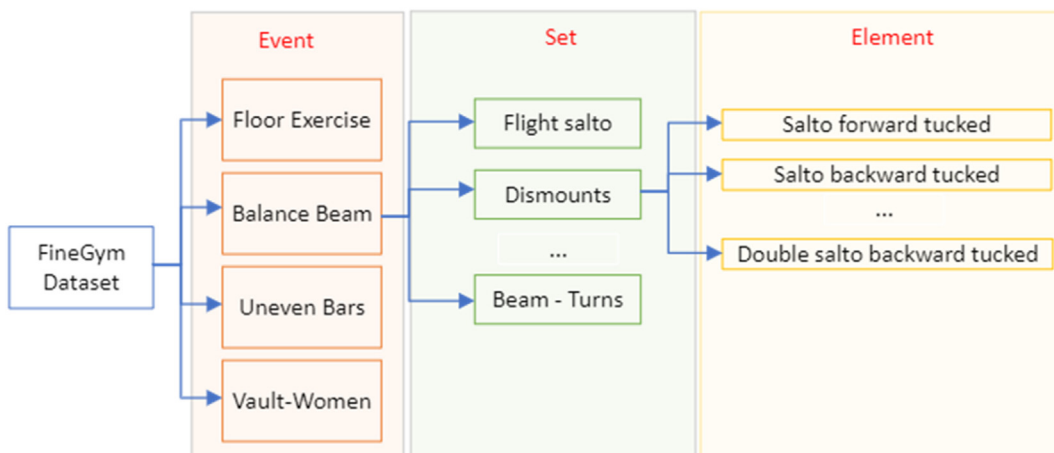 Event
Set
Element
FineGym
Dataset
Floor Exercise
Balance Beam
Uneven Bars
Vault-Women
Flight salto
Dismounts
...
Beam - Turns
Salto forward tucked
Salto backward tucked
...
Double salto backward tucked